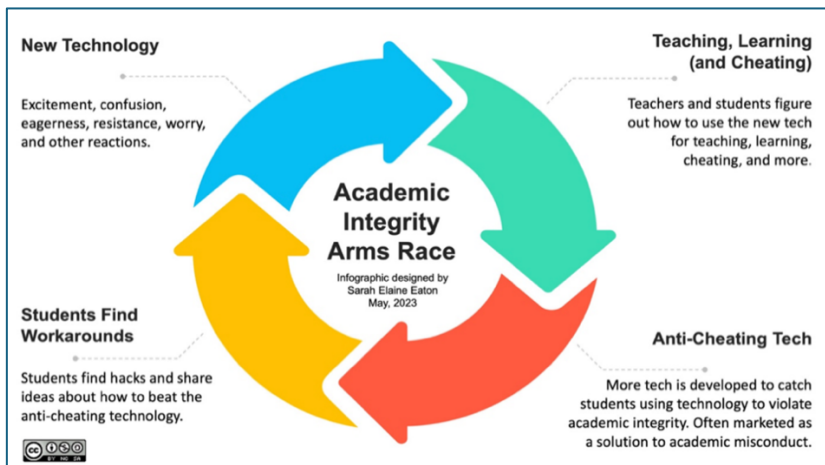 New Technology
Excitement, confusion,
eagerness, resistance, worry,
and other reactions.
Teaching, Learning
(and Cheating)
Teachers and students figure
out how to use the new tech
for teaching, learning,
cheating, and more.
Academic
Integrity
Arms Race
Infographic designed by
Sarah Elaine Eaton
May, 2023
Anti-Cheating Tech
More tech is developed to catch
students using technology to violate
academic integrity. Often marketed as
a solution to academic misconduct.
Students Find
Workarounds
Students find hacks and share
ideas about how to beat the
anti-cheating technology.
cc
BY NC SA